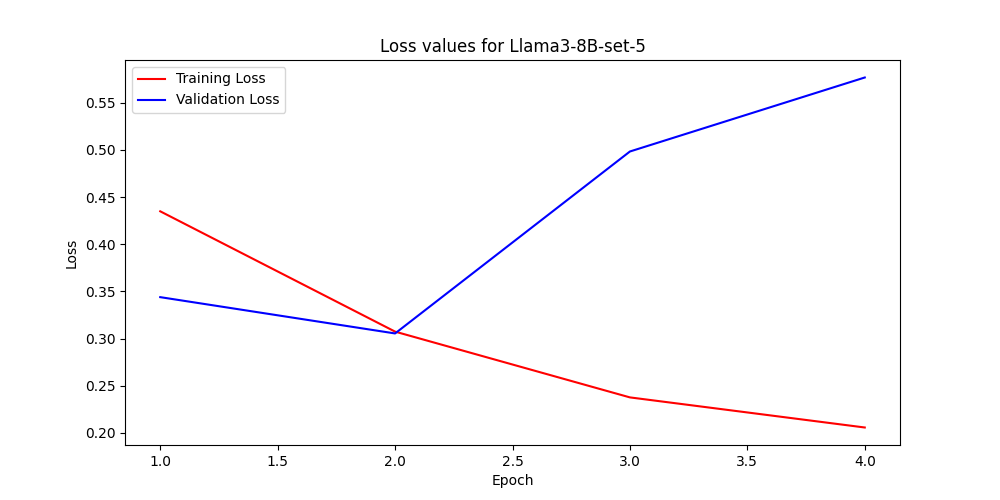 Loss values for Llama3-8B-set-5
Training Loss
Validation Loss
Loss
0.55
0.50
0.45
0.40
0.35
0.30
0.25
0.20
1.0 1.5 2.0 2.5 3.0 3.5 4.0
Epoch